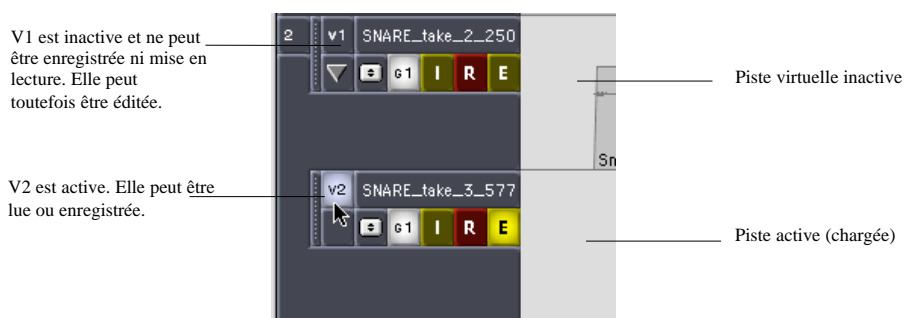 V1 est inactive et ne peut
être enregistrée ni mise en
lecture. Elle peut
toutefois être éditée.
2 v1 SNARE_take_2_250
G1 I R E
Piste virtuelle inactive
Sn
V2 est active. Elle peut être
lue ou enregistrée.
v2 SNARE_take_3_577
G1 I R E
Piste active (chargée)